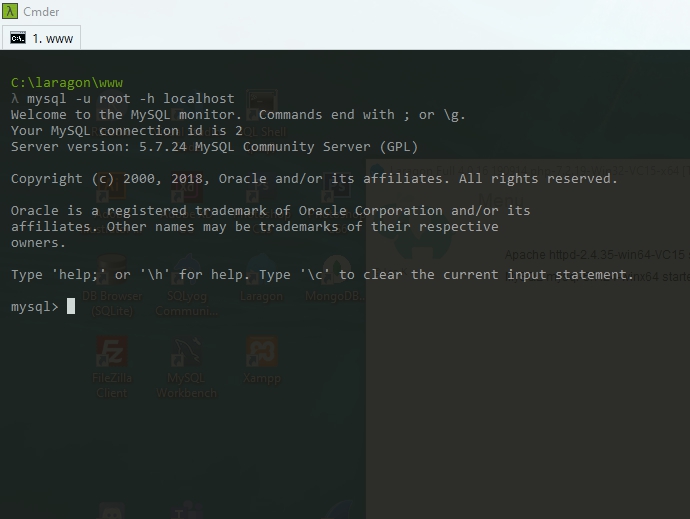 Cmder
1. www
C:\laragon\www
λ mysql -u root -h localhost
Welcome to the MySQL monitor.  Commands end with ; or \g.
Your MySQL connection id is 2
Server version: 5.7.24 MySQL Community Server (GPL)
Copyright (c) 2000, 2018, Oracle and/or its affiliates. All rights reserved.
Oracle is a registered trademark of Oracle Corporation and/or its
affiliates. Other names may be trademarks of their respective
owners.
Type 'help;' or '\h' for help. Type '\c' to clear the current input statement.
mysql>
Apache httpd-2.4.35-win64-VC15
DB Browser
(SQLite)
SQLyog
Communi...
Laragon
MongoDB...
FileZilla
Client
MySQL
Workbench
Xampp